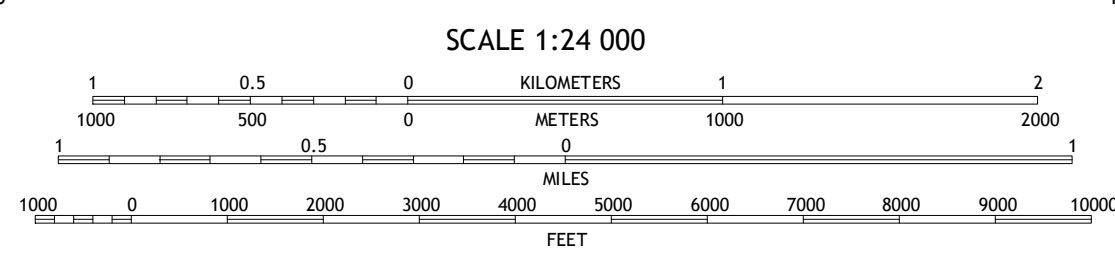 SCALE 1:24 000
1 0.5 0 KILOMETERS 1 2
1000 500 0 METERS 1000 2000
1 0.5 0 1
MILES
1000 0 1000 2000 3000 4000 5000 6000 7000 8000 9000 10000
FEET